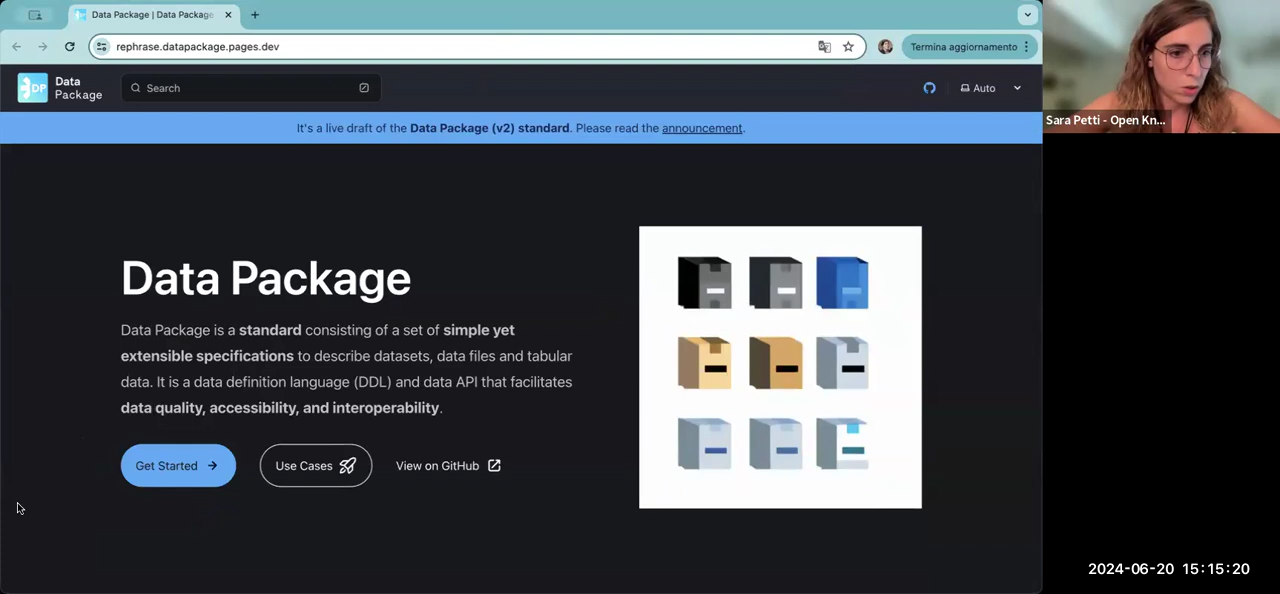 Data Package | Data Package
rephrase.datapackage.pages.dev
Termina aggiornamento
DP
Data
Package
Search
Auto
It's a live draft of the Data Package (v2) standard. Please read the announcement.
Data Package
Data Package is a standard consisting of a set of simple yet
extensible specifications to describe datasets, data files and tabular
data. It is a data definition language (DDL) and data API that facilitates
data quality, accessibility, and interoperability.
Get Started
Use Cases
View on GitHub
Sara Petti - Open Kn...
2024-06-20 15:15:20